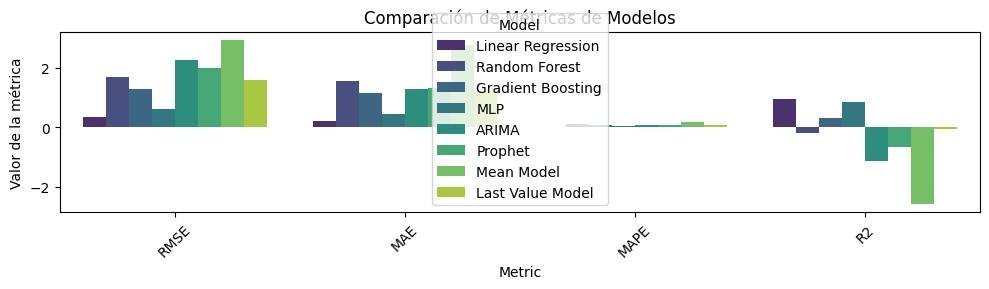 Comparación de Métricas de Modelos
Model
Linear Regression
Random Forest
Gradient Boosting
MLP
ARIMA
Prophet
Mean Model
Last Value Model
Valor de la métrica
2
0
−2
RMSE
MAE
MAPE
R2
Metric